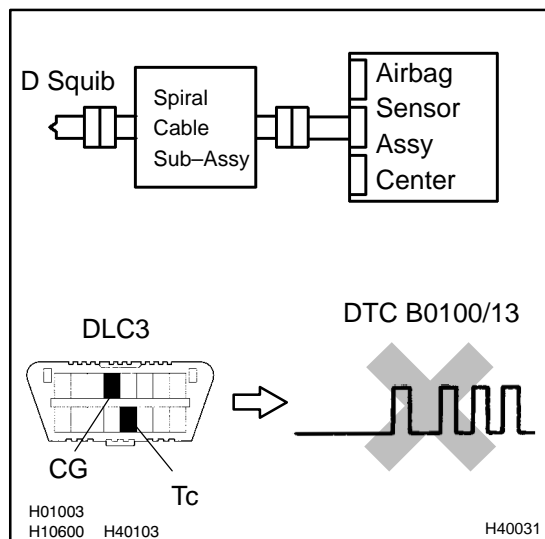 D Squib
Spiral
Cable
Sub–Assy
Airbag
Sensor
Assy
Center
DLC3
DTC B0100/13
CG
Tc
H01003
H10600 H40103
H40031